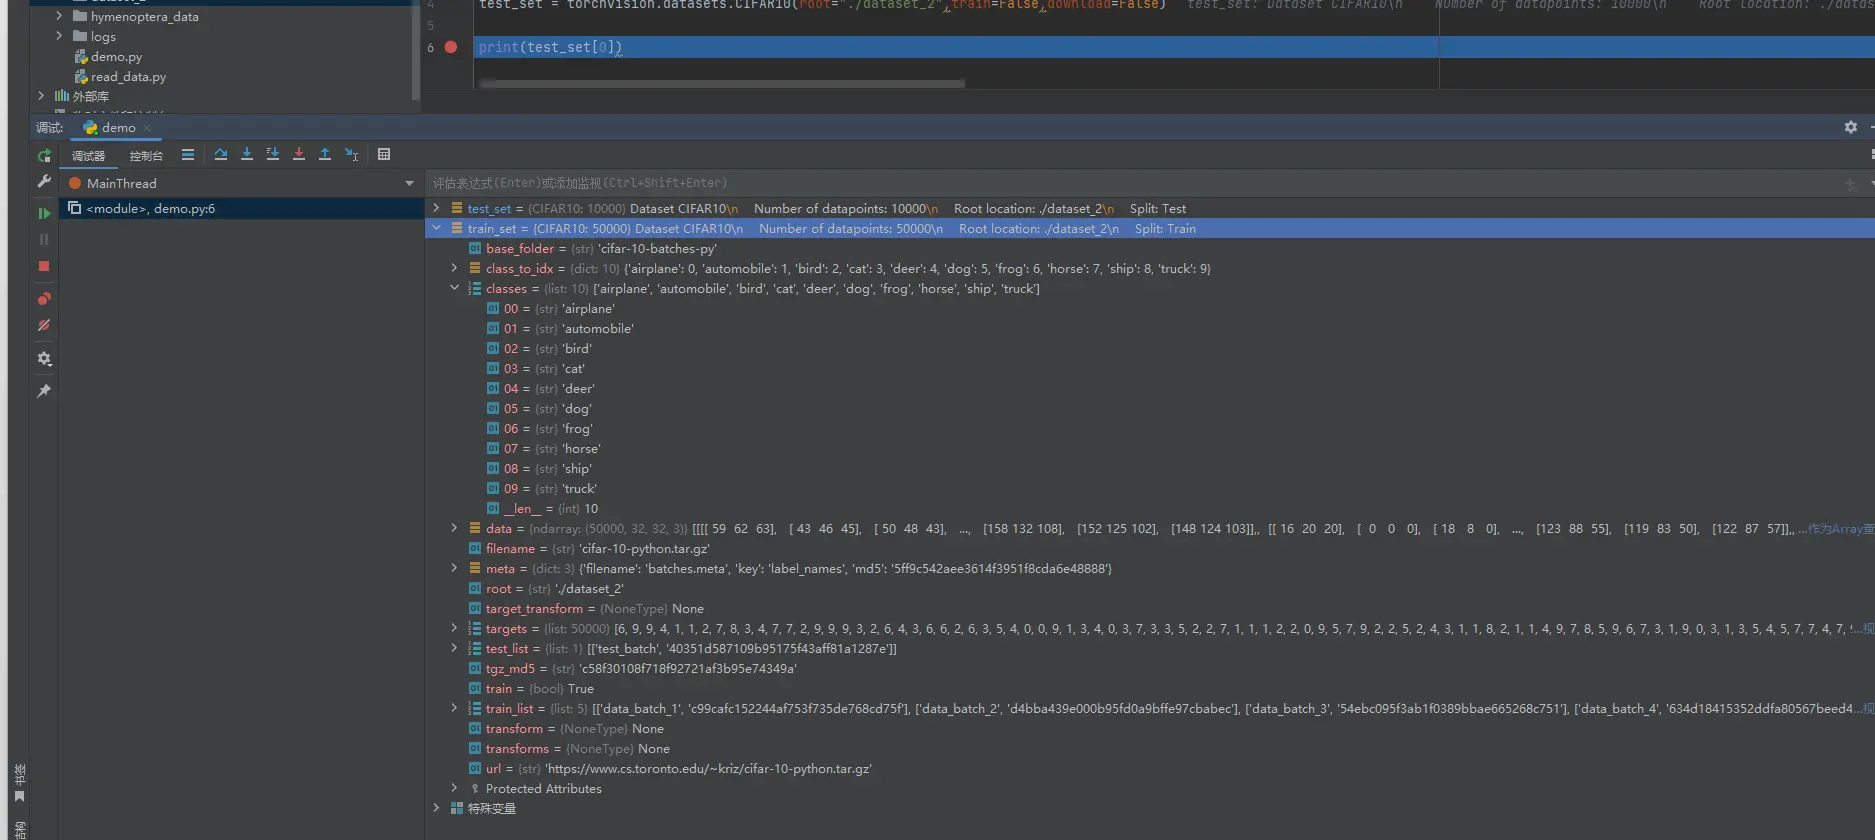 hymenoptera_data
logs
demo.py
read_data.py
外部库
4 test_set = torchvision.datasets.CIFAR10(root="./dataset_2",train=False,download=False) test_set: Dataset CIFAR10\n Number of datapoints: 10000\n Root location: ./datas
5
6 print(test_set[0])
调试: demo
调试器 控制台
MainThread
<module>, demo.py:6
评估表达式(Enter)或添加监视(Ctrl+Shift+Enter)
test_set = {CIFAR10: 10000} Dataset CIFAR10\n Number of datapoints: 10000\n Root location: ./dataset_2\n Split: Test
train_set = {CIFAR10: 50000} Dataset CIFAR10\n Number of datapoints: 50000\n Root location: ./dataset_2\n Split: Train
base_folder = {str} 'cifar-10-batches-py'
class_to_idx = {dict: 10} {'airplane': 0, 'automobile': 1, 'bird': 2, 'cat': 3, 'deer': 4, 'dog': 5, 'frog': 6, 'horse': 7, 'ship': 8, 'truck': 9}
classes = {list: 10} ['airplane', 'automobile', 'bird', 'cat', 'deer', 'dog', 'frog', 'horse', 'ship', 'truck']
00 = {str} 'airplane'
01 = {str} 'automobile'
02 = {str} 'bird'
03 = {str} 'cat'
04 = {str} 'deer'
05 = {str} 'dog'
06 = {str} 'frog'
07 = {str} 'horse'
08 = {str} 'ship'
09 = {str} 'truck'
__len__ = {int} 10
data = {ndarray: (50000, 32, 32, 3)} [[[[ 59 62 63], [ 43 46 45], [ 50 48 43], ..., [158 132 108], [152 125 102], [148 124 103]],, [[ 16 20 20], [ 0 0 0], [ 18 8 0], ..., [123 88 55], [119 83 50], [122 87 57]],, ...作为Array查
filename = {str} 'cifar-10-python.tar.gz'
meta = {dict: 3} {'filename': 'batches.meta', 'key': 'label_names', 'md5': '5ff9c542aee3614f3951f8cda6e48888'}
root = {str} './dataset_2'
target_transform = {NoneType} None
targets = {list: 50000} [6, 9, 9, 4, 1, 1, 2, 7, 8, 3, 4, 7, 7, 2, 9, 9, 9, 3, 2, 6, 4, 3, 6, 6, 2, 6, 3, 5, 4, 0, 0, 9, 1, 3, 4, 0, 3, 7, 3, 3, 5, 2, 2, 7, 1, 1, 1, 2, 2, 0, 9, 5, 7, 9, 2, 2, 5, 2, 4, 3, 1, 1, 8, 2, 1, 1, 4, 9, 7, 8, 5, 9, 6, 7, 3, 1, 9, 0, 3, 1, 3, 5, 4, 5, 7, 7, 4, 7, ...视
test_list = {list: 1} [['test_batch', '40351d587109b95175f43aff81a1287e']]
tgz_md5 = {str} 'c58f30108f718f92721af3b95e74349a'
train = {bool} True
train_list = {list: 5} [['data_batch_1', 'c99cafc152244af753f735de768cd75f'], ['data_batch_2', 'd4bba439e000b95fd0a9bffe97cbabec'], ['data_batch_3', '54ebc095f3ab1f0389bbae665268c751'], ['data_batch_4', '634d18415352ddfa80567beed4...视
transform = {NoneType} None
transforms = {NoneType} None
url = {str} 'https://www.cs.toronto.edu/~kriz/cifar-10-python.tar.gz'
Protected Attributes
特殊变量
书签
结构